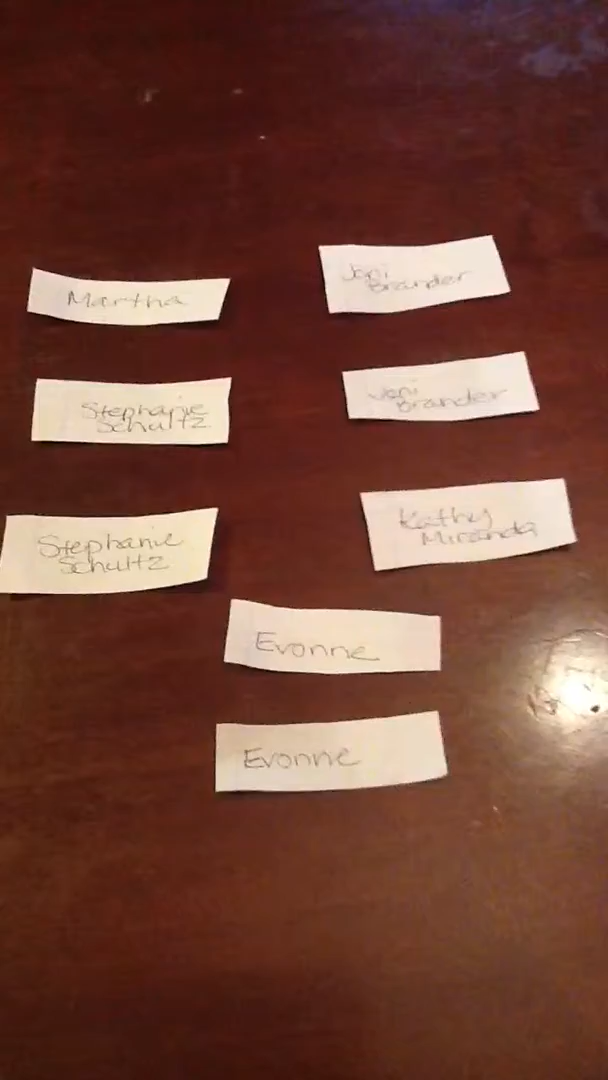 Martha
Joni
Brander
Stephanie
Schultz
Joni
Brander
Stephanie
Schultz
Kathy
Miranda
Evonne
Evonne